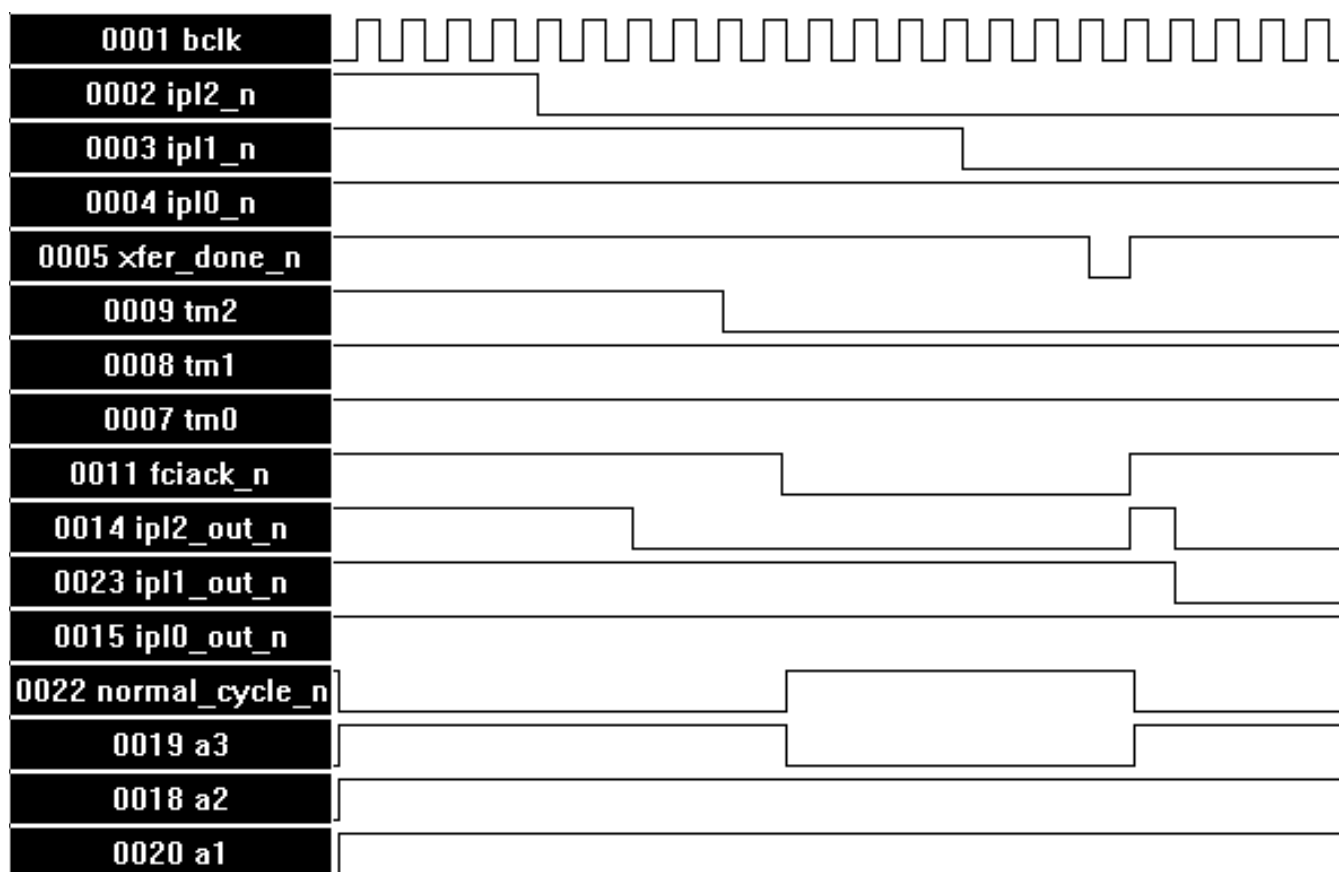 0001 bclk
0002 ipl2_n
0003 ipl1_n
0004 ipl0_n
0005 xfer_done_n
0009 tm2
0008 tm1
0007 tm0
0011 fciack_n
0014 ipl2_out_n
0023 ipl1_out_n
0015 ipl0_out_n
0022 normal_cycle_n
0019 a3
0018 a2
0020 a1